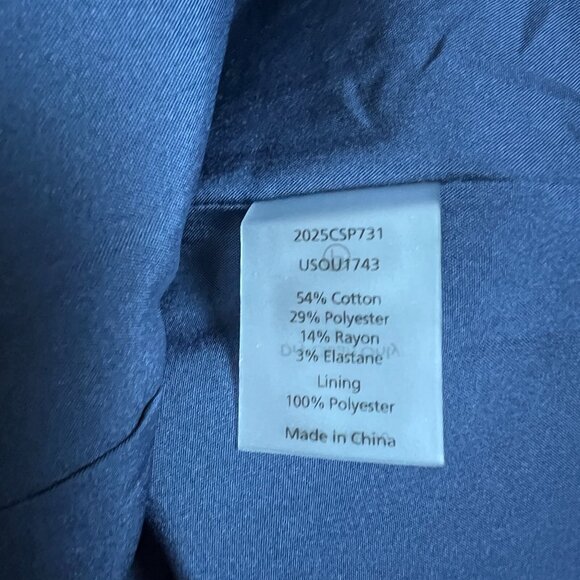 2025CSP731
USOU1743
54% Cotton
29% Polyester
14% Rayon
3% Elastane
Lining
100% Polyester
Made in China